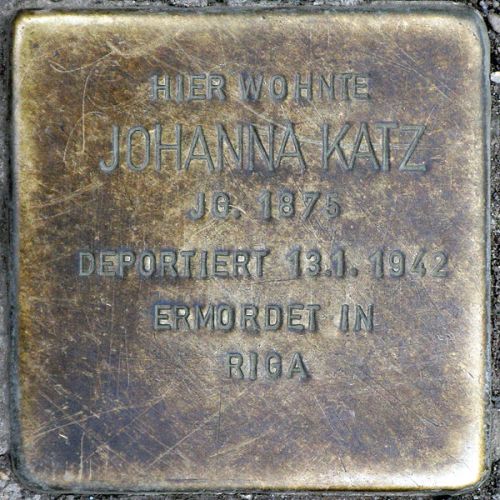 HIER WOHNTE
JOHANNA KATZ
JG. 1875
DEPORTIERT 13.1. 1942
ERMORDET IN
RIGA